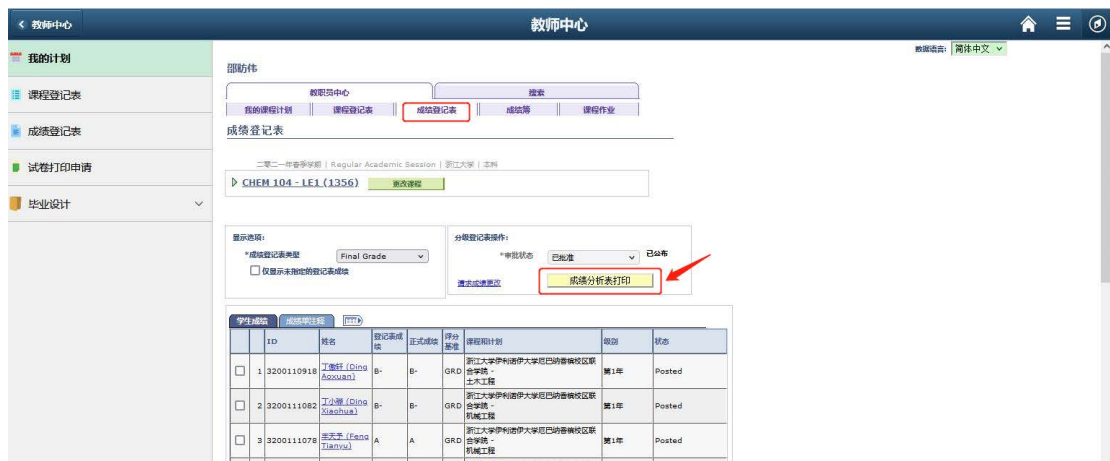 教师中心
教师中心
数据语言: 简体中文
我的计划
课程登记表
成绩登记表
试卷打印申请
毕业设计
邵昉伟
教职员中心 搜索
我的课程计划 课程登记表 成绩登记表 成绩簿 课程作业
成绩登记表
二零二一年春季学期 | Regular Academic Session | 浙江大学 | 本科
CHEM 104 - LE1 (1356) 更改课程
显示选项:
*成绩登记表类型 Final Grade
仅显示未指定的登记表成绩
分级登记表操作:
*审批状态 已批准 已公布
请求成绩更改 成绩分析表打印
学生成绩 成绩单注释
ID 姓名 登记表成绩 正式成绩 评分基准 课程和计划 级别 状态
1 3200110918 (Ding Aoxuan) B- B- GRD 浙江大学伊利诺伊大学厄巴纳香槟校区联合学院 - 土木工程 第1年 Posted
2 3200111082 (Ding Xiaohua) B- B- GRD 浙江大学伊利诺伊大学厄巴纳香槟校区联合学院 - 机械工程 第1年 Posted
3 3200111078 (Feng Tianyu) A A GRD 浙江大学伊利诺伊大学厄巴纳香槟校区联合学院 - 机械工程 第1年 Posted